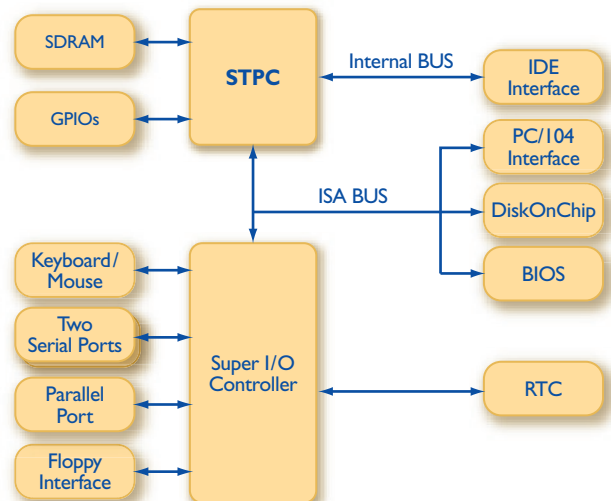 SDRAM
GPIOs
STPC
Internal BUS
IDE
Interface
PC/104
Interface
DiskOnChip
BIOS
ISA BUS
Keyboard/
Mouse
Two
Serial Ports
Parallel
Port
Floppy
Interface
Super I/O
Controller
RTC